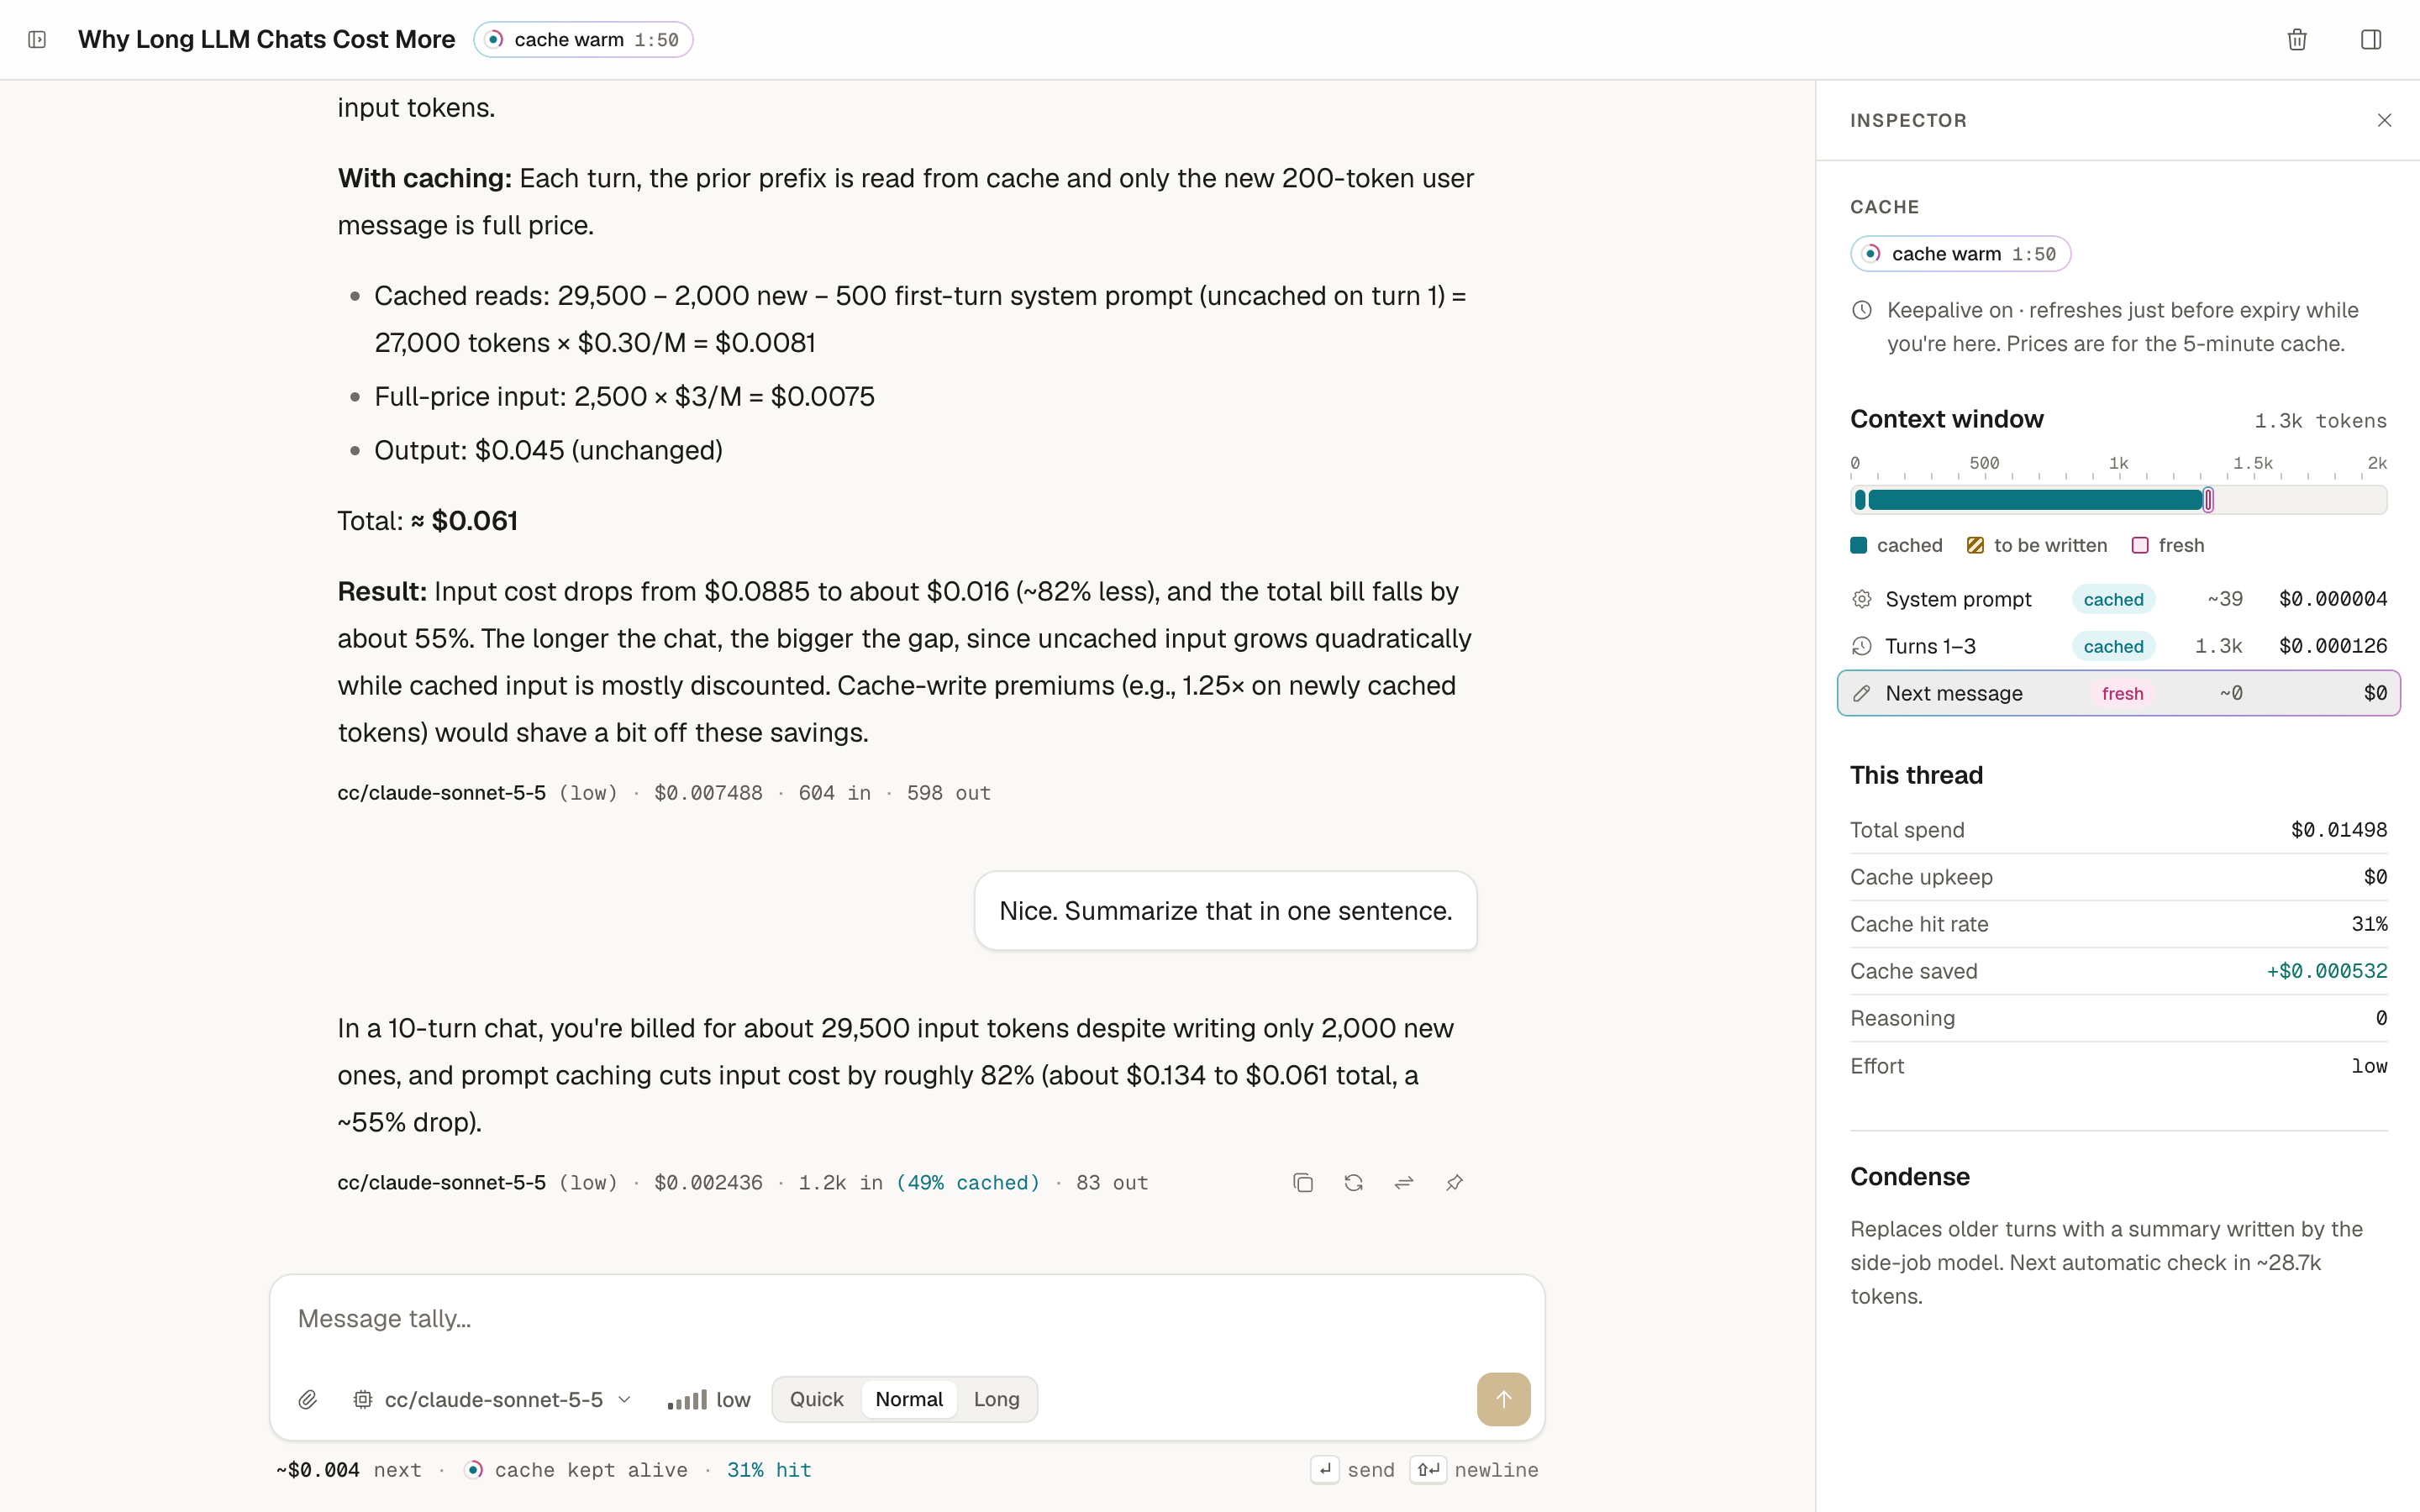 Why Long LLM Chats Cost More
cache warm 1:50
input tokens.
With caching: Each turn, the prior prefix is read from cache and only the new 200-token user
message is full price.
• Cached reads: 29,500 – 2,000 new – 500 first-turn system prompt (uncached on turn 1) =
27,000 tokens × $0.30/M = $0.0081
• Full-price input: 2,500 × $3/M = $0.0075
• Output: $0.045 (unchanged)
Total: ≈ $0.061
Result: Input cost drops from $0.0885 to about $0.016 (~82% less), and the total bill falls by
about 55%. The longer the chat, the bigger the gap, since uncached input grows quadratically
while cached input is mostly discounted. Cache-write premiums (e.g., 1.25× on newly cached
tokens) would shave a bit off these savings.
cc/claude-sonnet-5-5 (low) · $0.007488 · 604 in · 598 out
Nice. Summarize that in one sentence.
In a 10-turn chat, you're billed for about 29,500 input tokens despite writing only 2,000 new
ones, and prompt caching cuts input cost by roughly 82% (about $0.134 to $0.061 total, a
~55% drop).
cc/claude-sonnet-5-5 (low) · $0.002436 · 1.2k in (49% cached) · 83 out
Message tally...
cc/claude-sonnet-5-5
low
Quick Normal Long
~$0.004 next · cache kept alive · 31% hit
send newline
INSPECTOR
CACHE
cache warm 1:50
Keepalive on · refreshes just before expiry while
you're here. Prices are for the 5-minute cache.
Context window 1.3k tokens
0 500 1k 1.5k 2k
cached to be written fresh
System prompt cached ~39 $0.000004
Turns 1–3 cached 1.3k $0.000126
Next message fresh ~0 $0
This thread
Total spend $0.01498
Cache upkeep $0
Cache hit rate 31%
Cache saved +$0.000532
Reasoning 0
Effort low
Condense
Replaces older turns with a summary written by the
side-job model. Next automatic check in ~28.7k
tokens.